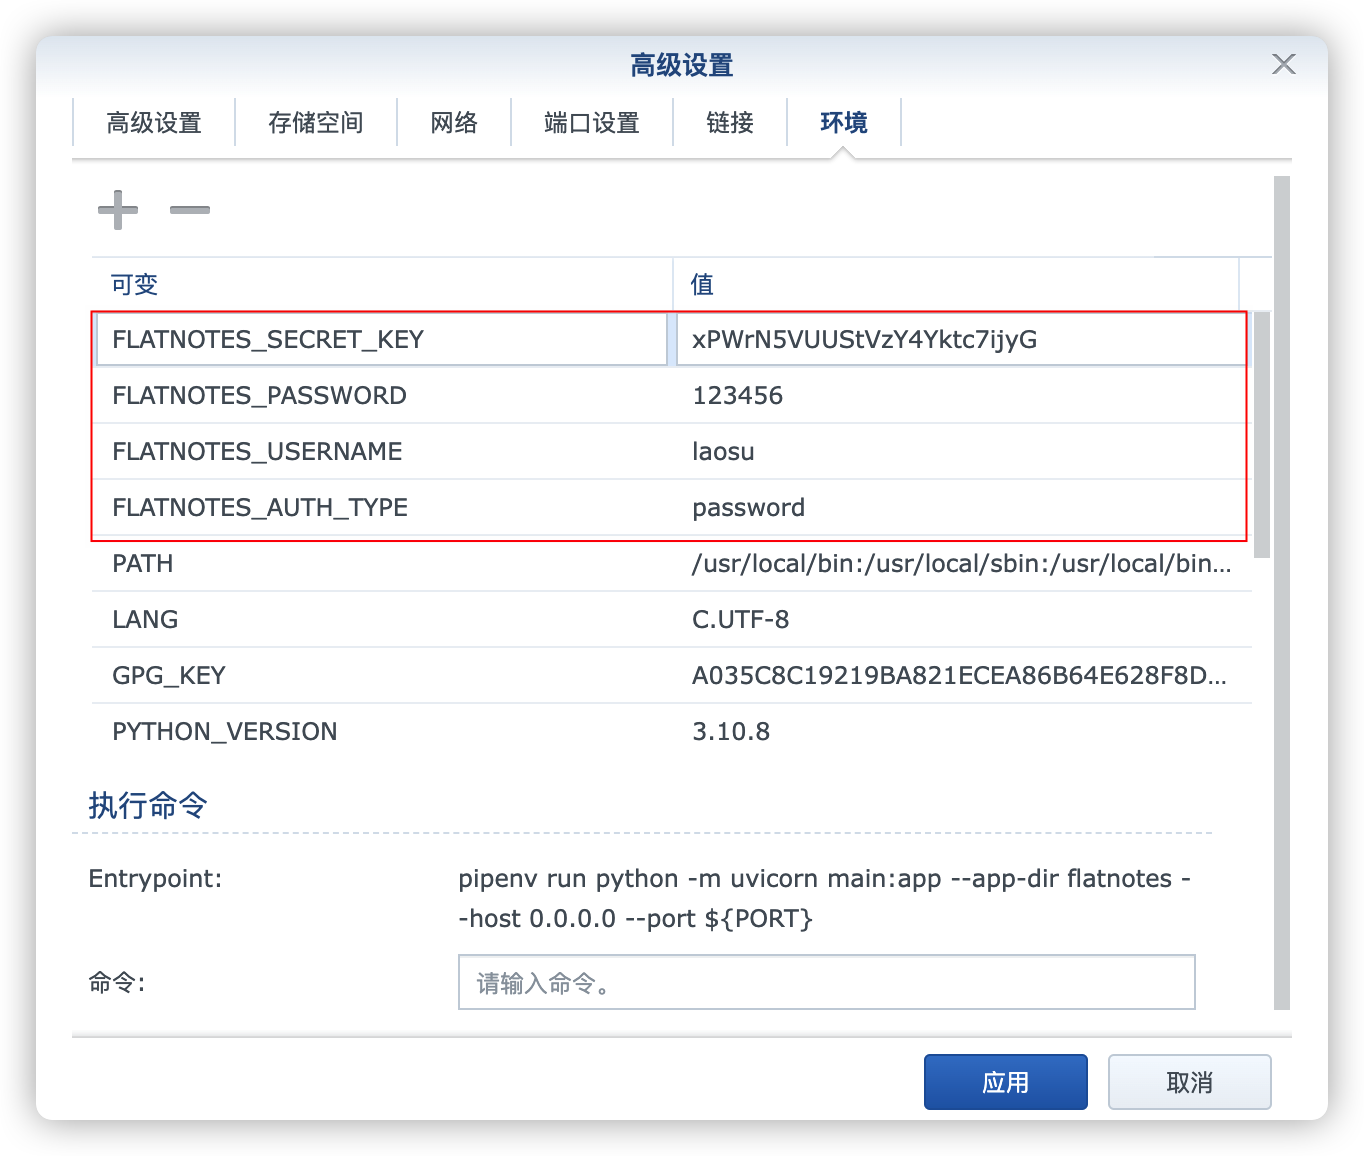 高级设置
高级设置 存储空间 网络 端口设置 链接 环境
可变 值
FLATNOTES_SECRET_KEY xPWrN5VUUStVzY4Yktc7ijyG
FLATNOTES_PASSWORD 123456
FLATNOTES_USERNAME laosu
FLATNOTES_AUTH_TYPE password
PATH /usr/local/bin:/usr/local/sbin:/usr/local/bin...
LANG C.UTF-8
GPG_KEY A035C8C19219BA821ECEA86B64E628F8D...
PYTHON_VERSION 3.10.8
执行命令
Entrypoint: pipenv run python -m uvicorn main:app --app-dir flatnotes -
-host 0.0.0.0 --port ${PORT}
命令: 请输入命令。
应用 取消